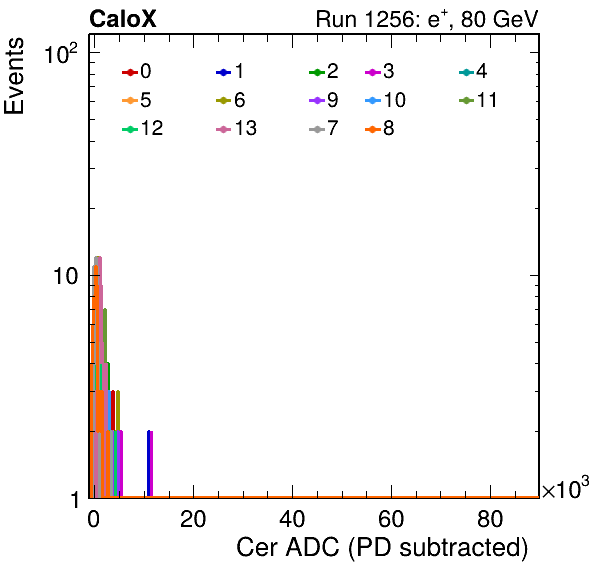 CaloX Run 1256: e⁺, 80 GeV
Events
10²
0 1 2 3 4
5 6 9 10 11
12 13 7 8
10
1
×10³
0 20 40 60 80
Cer ADC (PD subtracted)